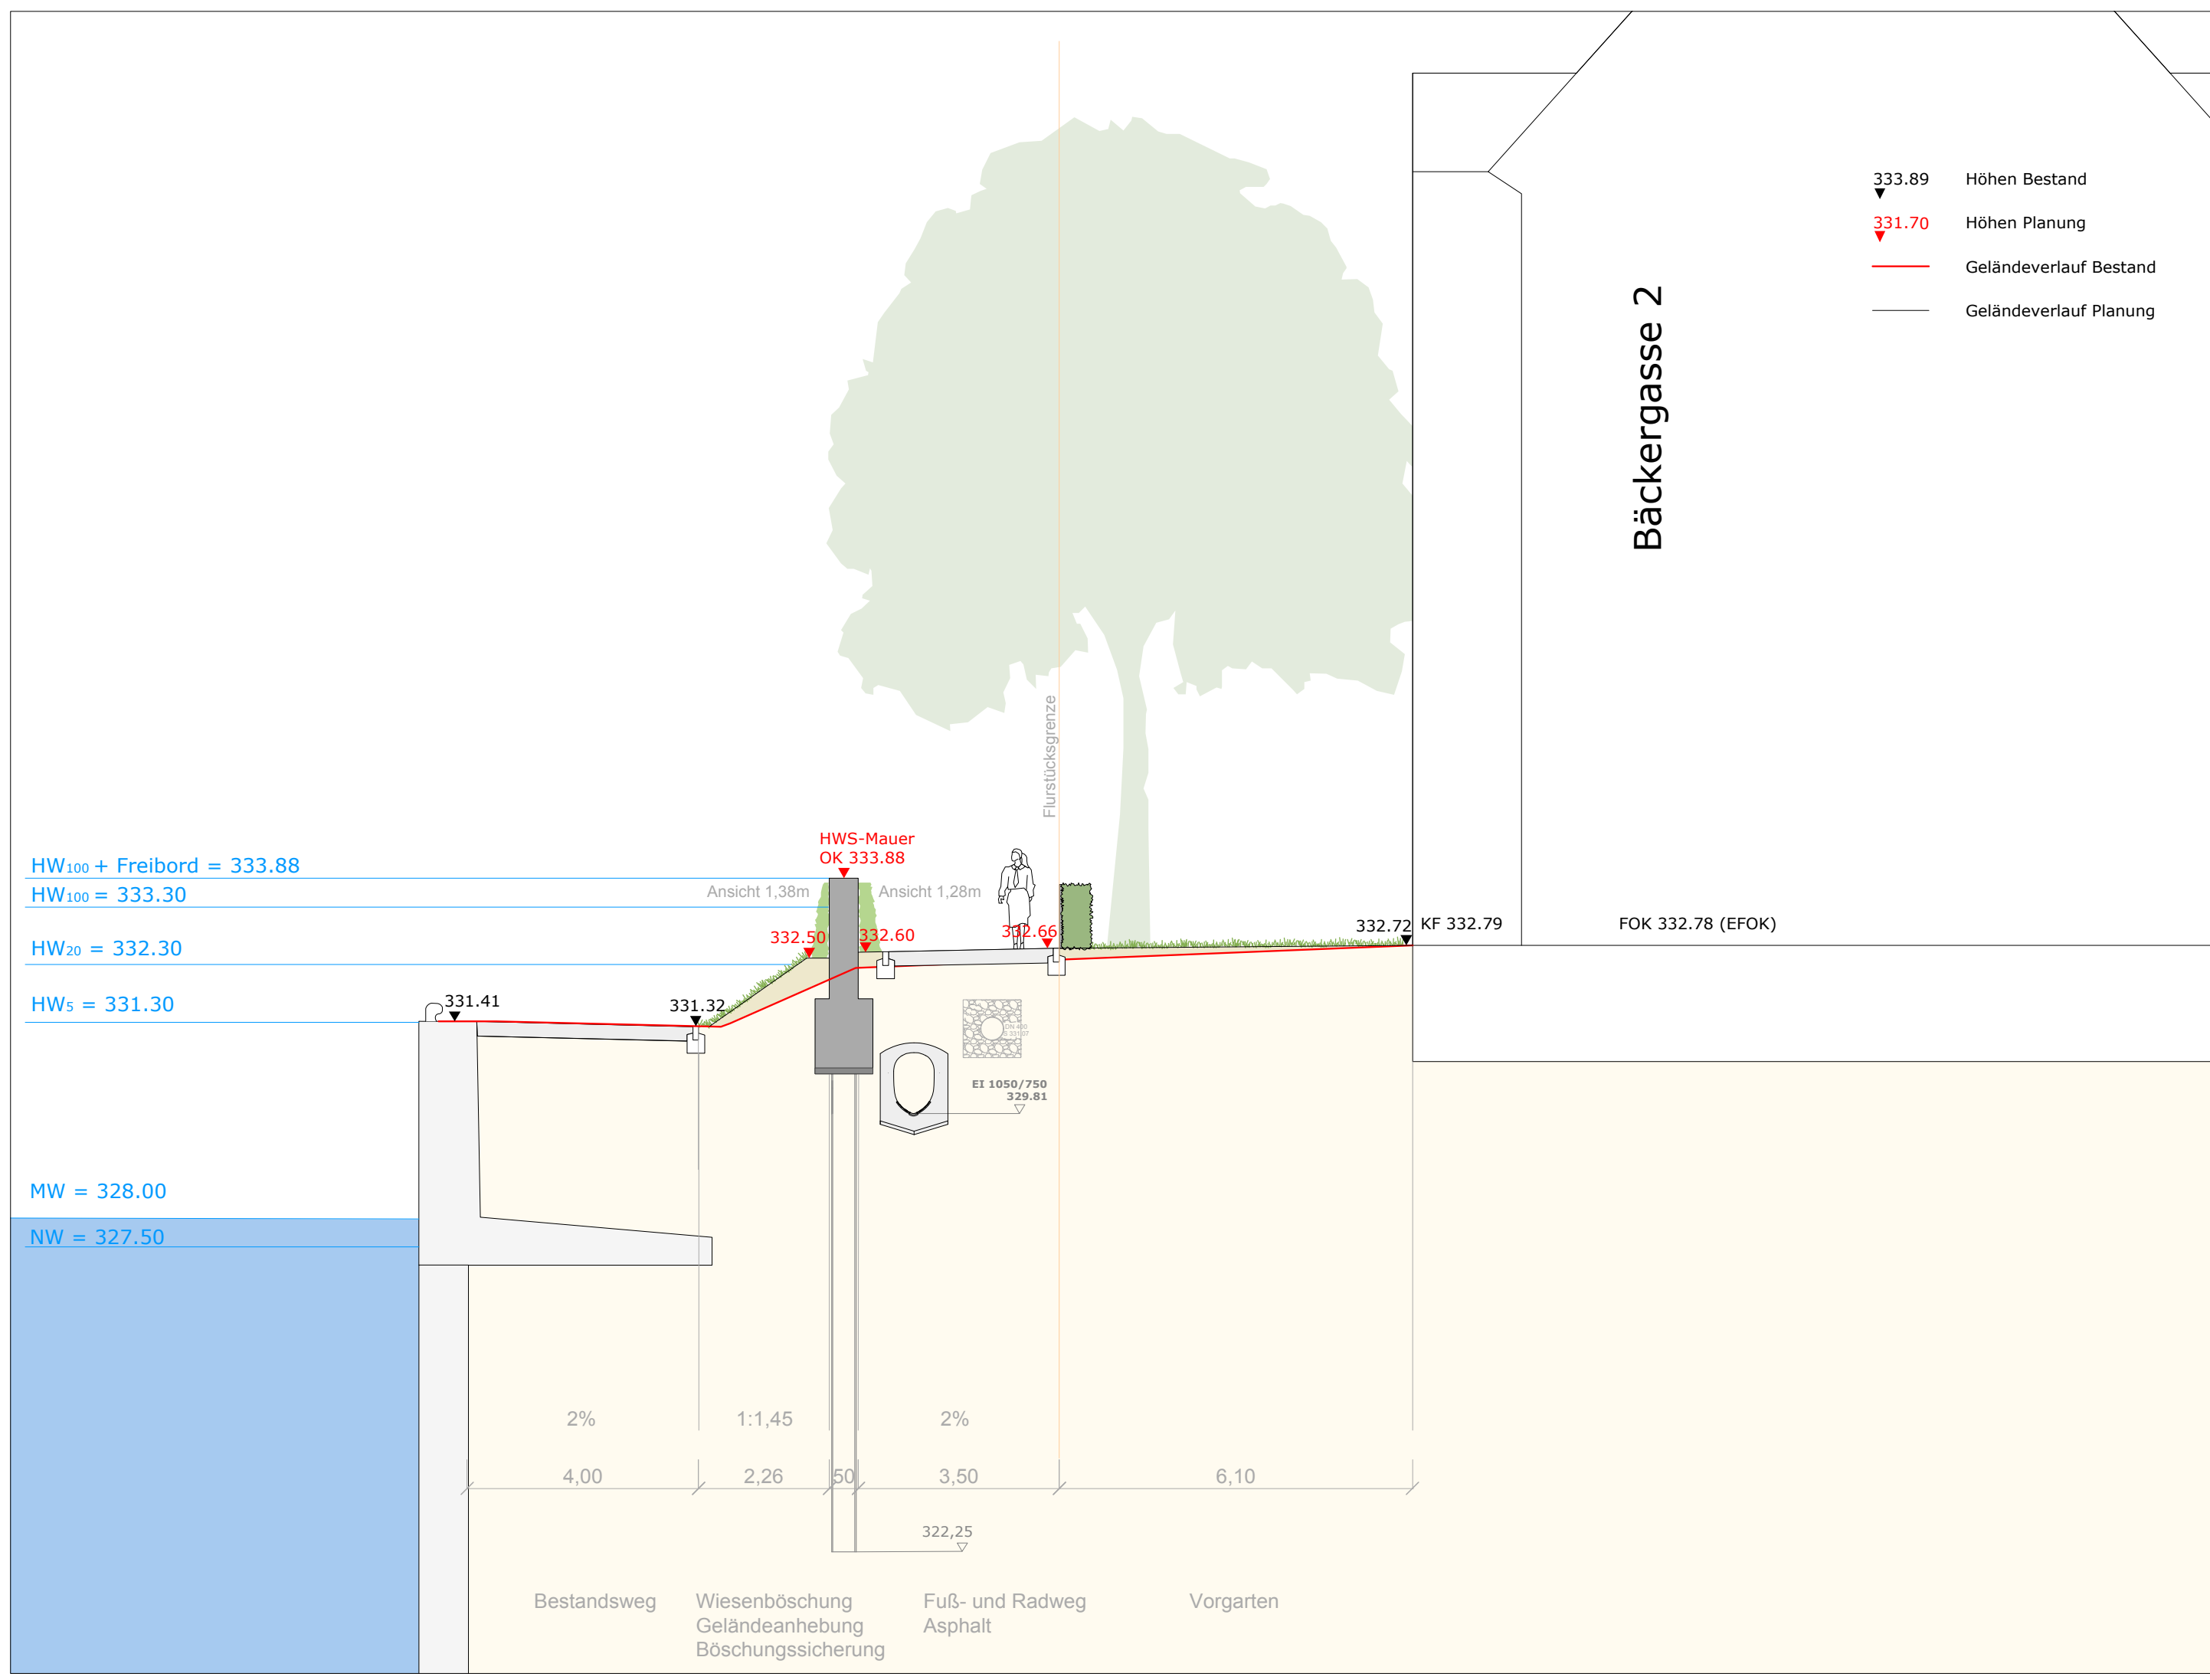 333.89 Höhen Bestand
331.70 Höhen Planung
Geländeverlauf Bestand
Geländeverlauf Planung
Bäckergasse 2
Flurstücksgrenze
HWS-Mauer
OK 333.88
HW100 + Freibord = 333.88
HW100 = 333.30
Ansicht 1,38m
Ansicht 1,28m
HW20 = 332.30
332.50
332.60
332.66
332.72
KF 332.79
FOK 332.78 (EFOK)
HW5 = 331.30
331.41
331.32
DN 400
331.07
EI 1050/750
329.81
MW = 328.00
NW = 327.50
2%
1:1,45
2%
4,00
2,26
50
3,50
6,10
322,25
Bestandsweg
Wiesenböschung
Geländeanhebung
Böschungssicherung
Fuß- und Radweg
Asphalt
Vorgarten